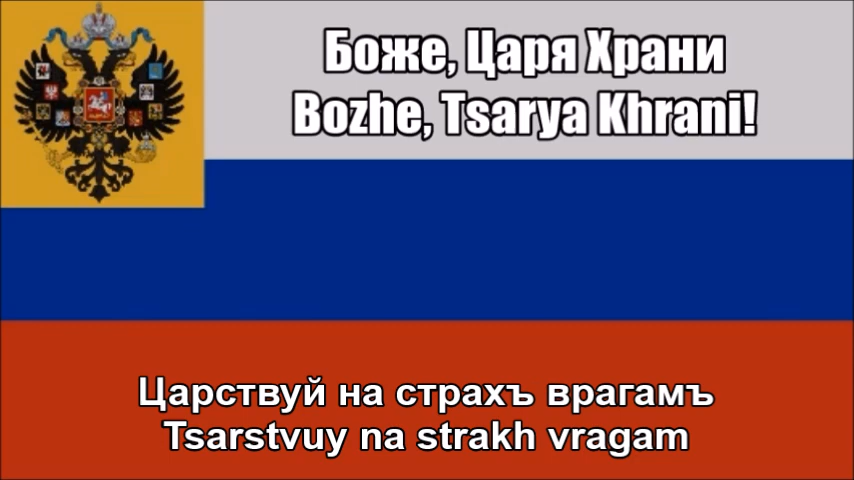 Боже, Царя Храни
Bozhe, Tsarya Khrani!
Царствуй на страхъ врагамъ
Tsarstvuy na strakh vragam